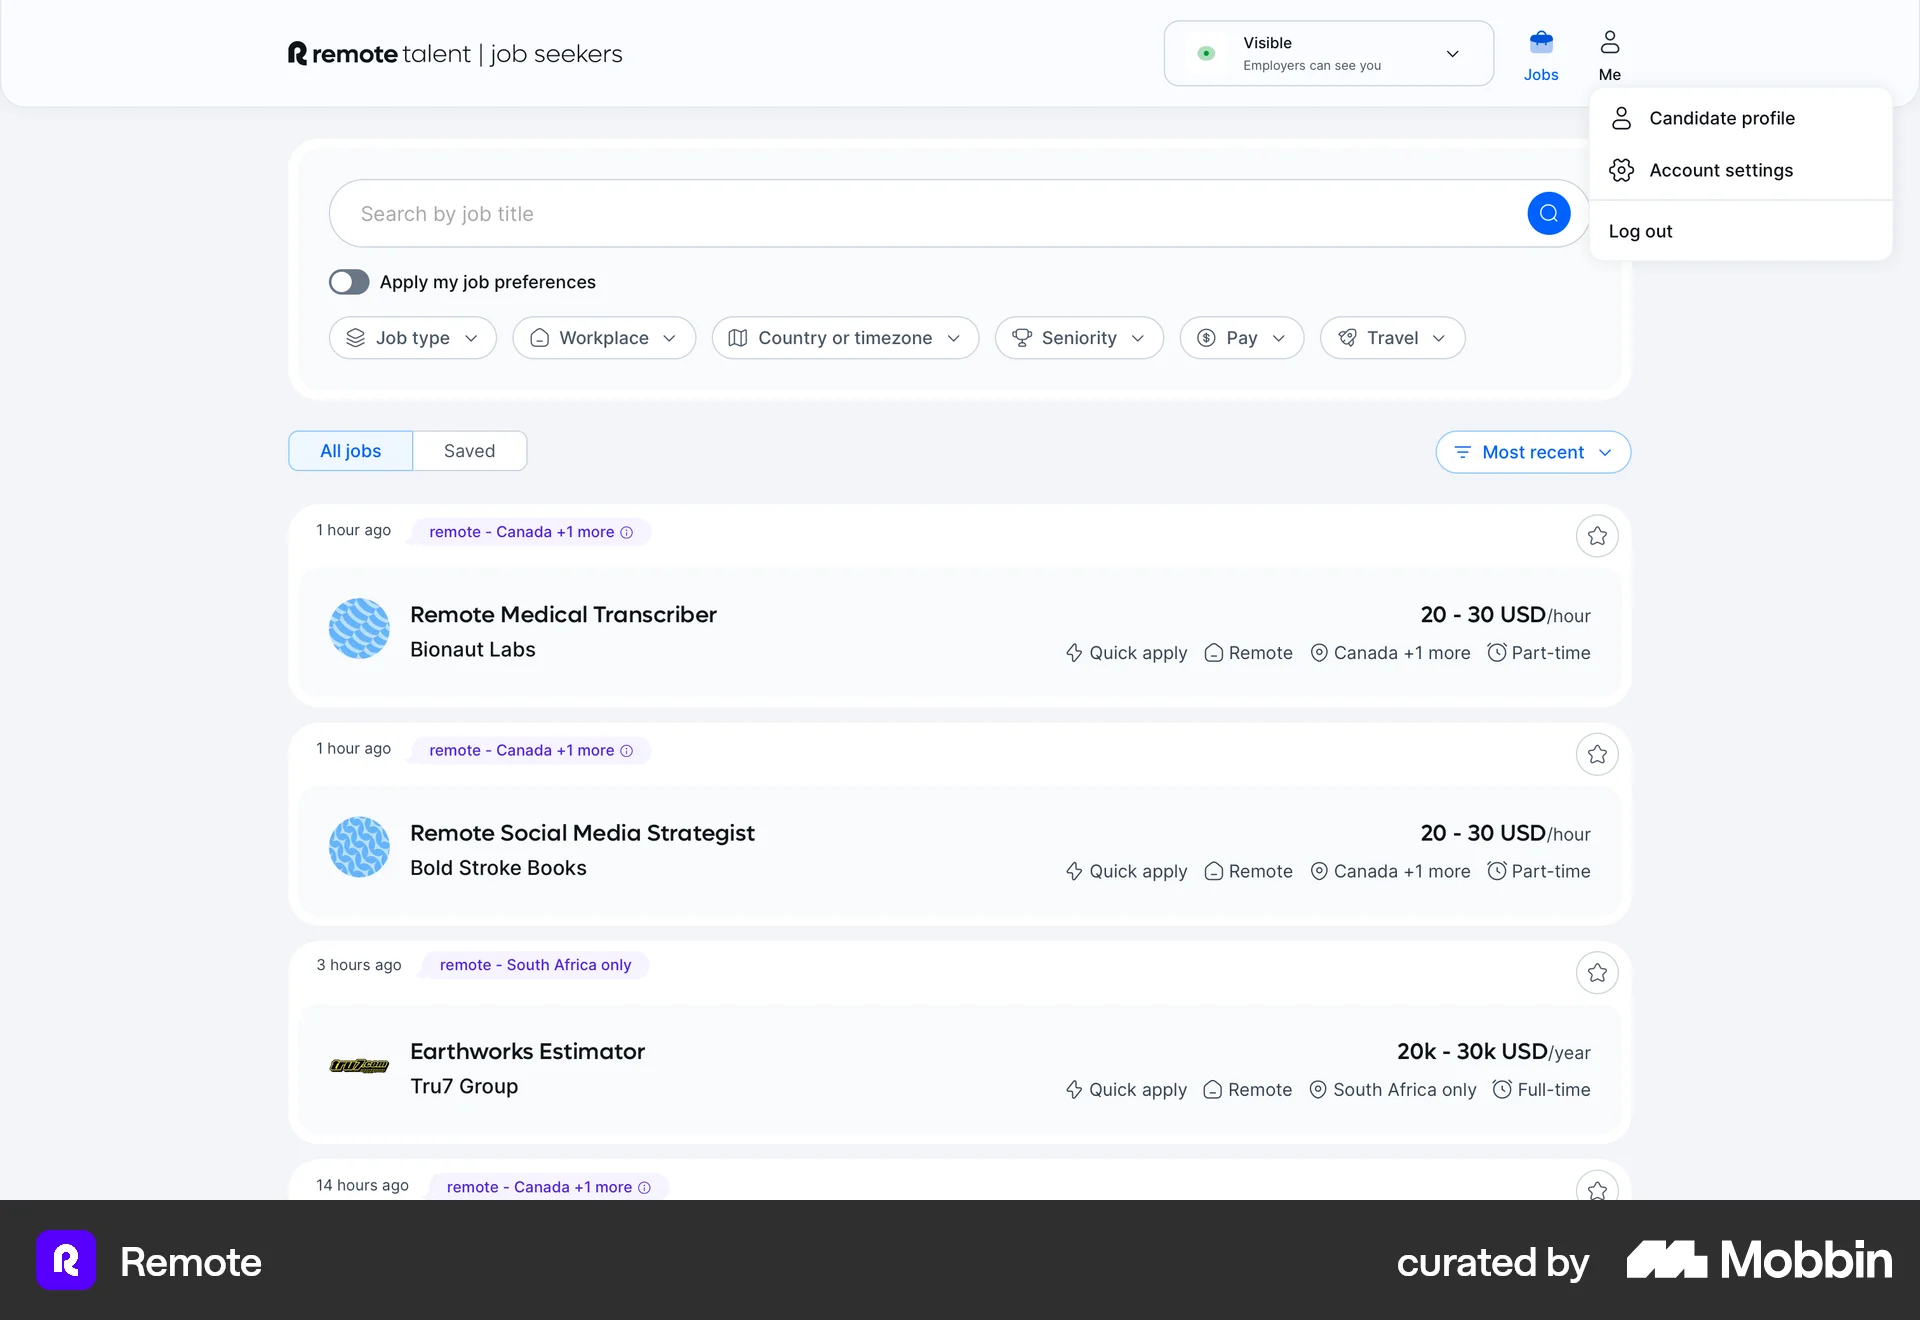 remote talent | job seekers
Visible
Employers can see you
Jobs
Me
Candidate profile
Account settings
Log out
Search by job title
Apply my job preferences
Job type
Workplace
Country or timezone
Seniority
Pay
Travel
All jobs
Saved
Most recent
1 hour ago
remote - Canada +1 more
Remote Medical Transcriber
Bionaut Labs
20 - 30 USD/hour
Quick apply
Remote
Canada +1 more
Part-time
1 hour ago
remote - Canada +1 more
Remote Social Media Strategist
Bold Stroke Books
20 - 30 USD/hour
Quick apply
Remote
Canada +1 more
Part-time
3 hours ago
remote - South Africa only
tru7.com
Earthworks Estimator
Tru7 Group
20k - 30k USD/year
Quick apply
Remote
South Africa only
Full-time
14 hours ago
remote - Canada +1 more
Remote
curated by
Mobbin